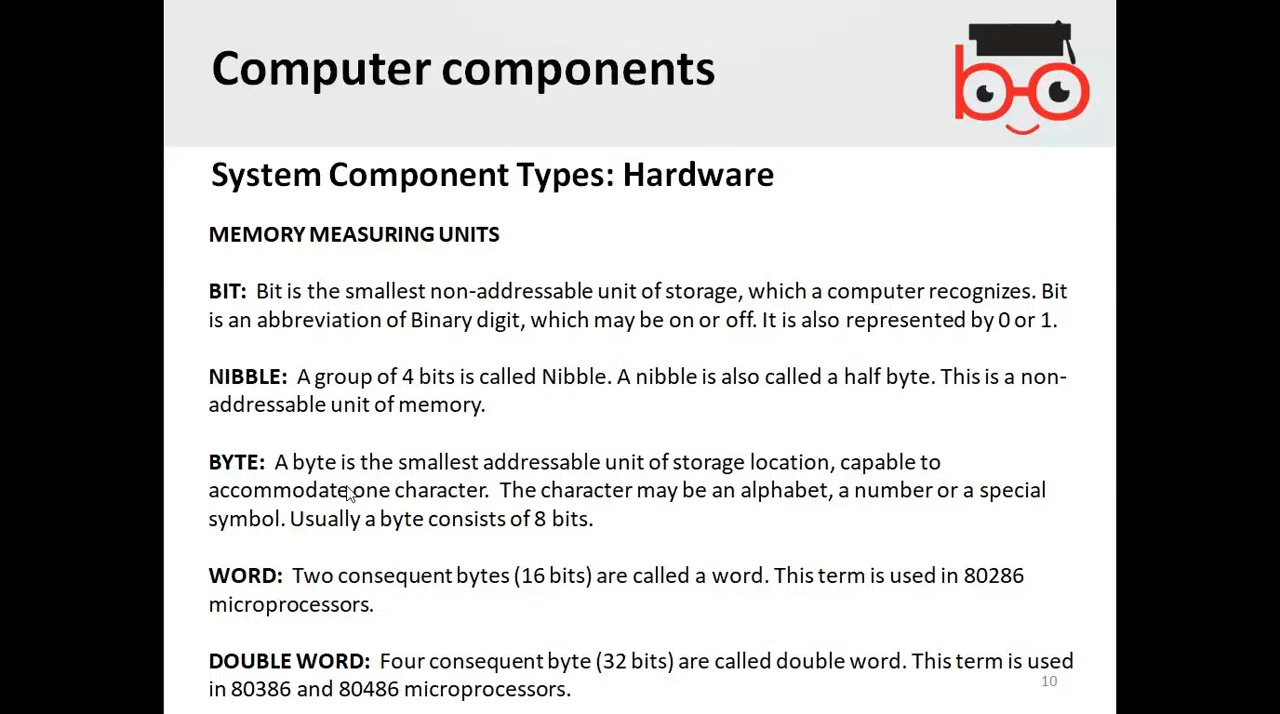 Computer components
System Component Types: Hardware
MEMORY MEASURING UNITS
BIT: Bit is the smallest non-addressable unit of storage, which a computer recognizes. Bit
is an abbreviation of Binary digit, which may be on or off. It is also represented by 0 or 1.
NIBBLE: A group of 4 bits is called Nibble. A nibble is also called a half byte. This is a non-
addressable unit of memory.
BYTE: A byte is the smallest addressable unit of storage location, capable to
accommodate one character. The character may be an alphabet, a number or a special
symbol. Usually a byte consists of 8 bits.
WORD: Two consequent bytes (16 bits) are called a word. This term is used in 80286
microprocessors.
DOUBLE WORD: Four consequent byte (32 bits) are called double word. This term is used
in 80386 and 80486 microprocessors.
10